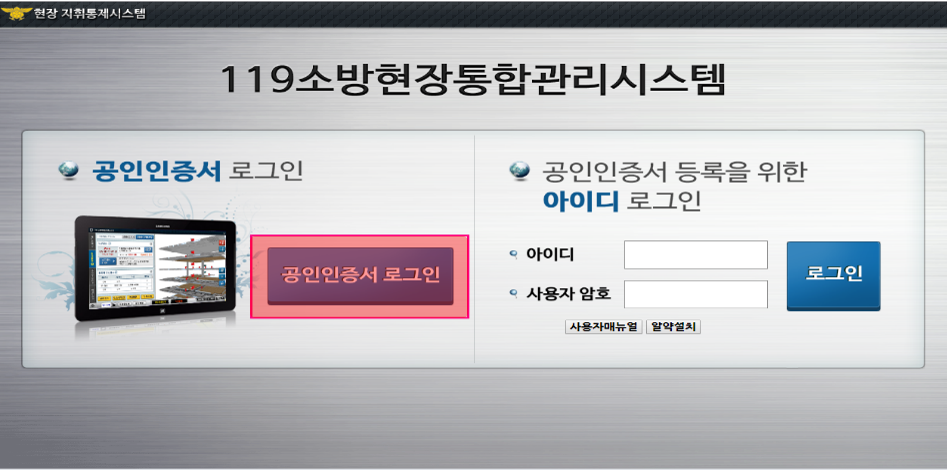 현장 지휘통제시스템
119소방현장통합관리시스템
공인인증서 로그인
공인인증서 로그인
공인인증서 등록을 위한
아이디 로그인
아이디
사용자 암호
로그인
사용자매뉴얼 알약설치